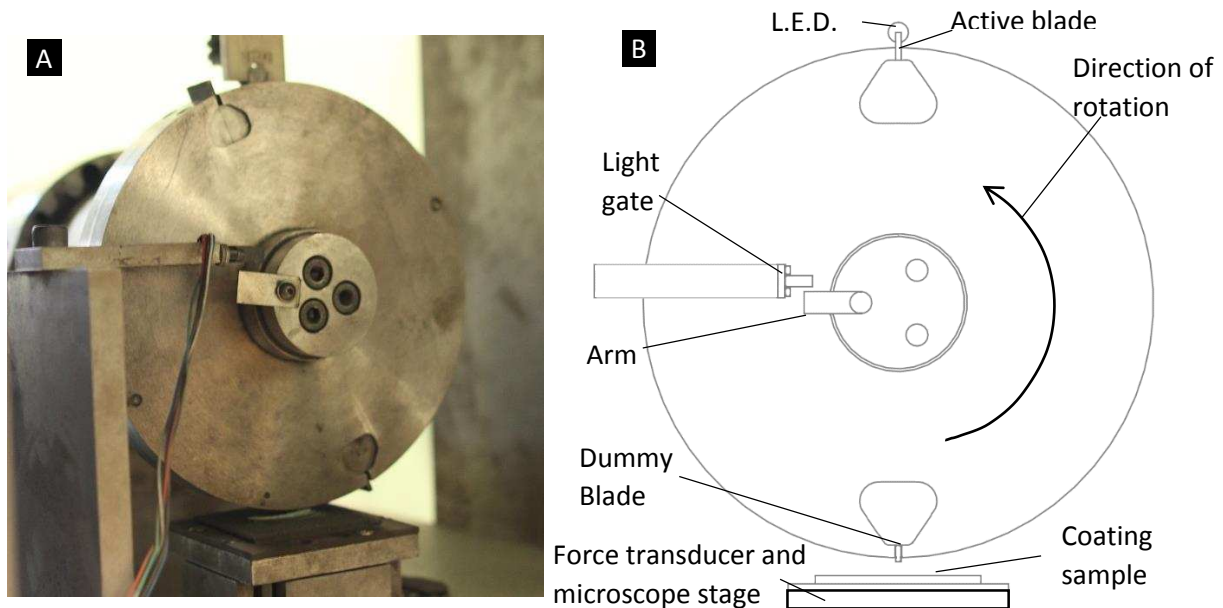 A
B
L.E.D.
Active blade
Direction of
rotation
Light
gate
Arm
Dummy
Blade
Force transducer and
microscope stage
Coating
sample